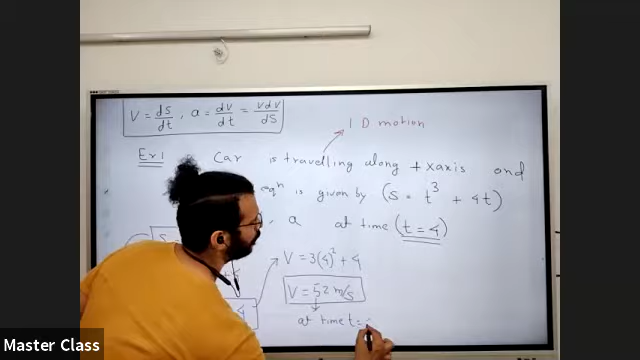 V = ds/dt , a = dv/dt = vdv/ds
1 D motion
Ex1 Car is travelling along +xaxis and
eqⁿ is given by (S = t³ + 4t)
, a at time (t = 4)
V = 3(4)² + 4
V = 52 m/s
at time t =
Master Class